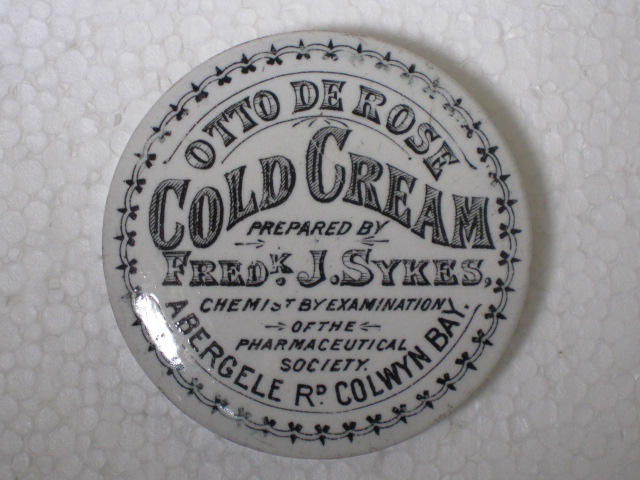 OTTO DE ROSE
COLD CREAM
PREPARED BY
FREDK. J. SYKES,
CHEMIST BY EXAMINATION
OF THE
PHARMACEUTICAL
SOCIETY.
ABERGELE RD. COLWYN BAY.